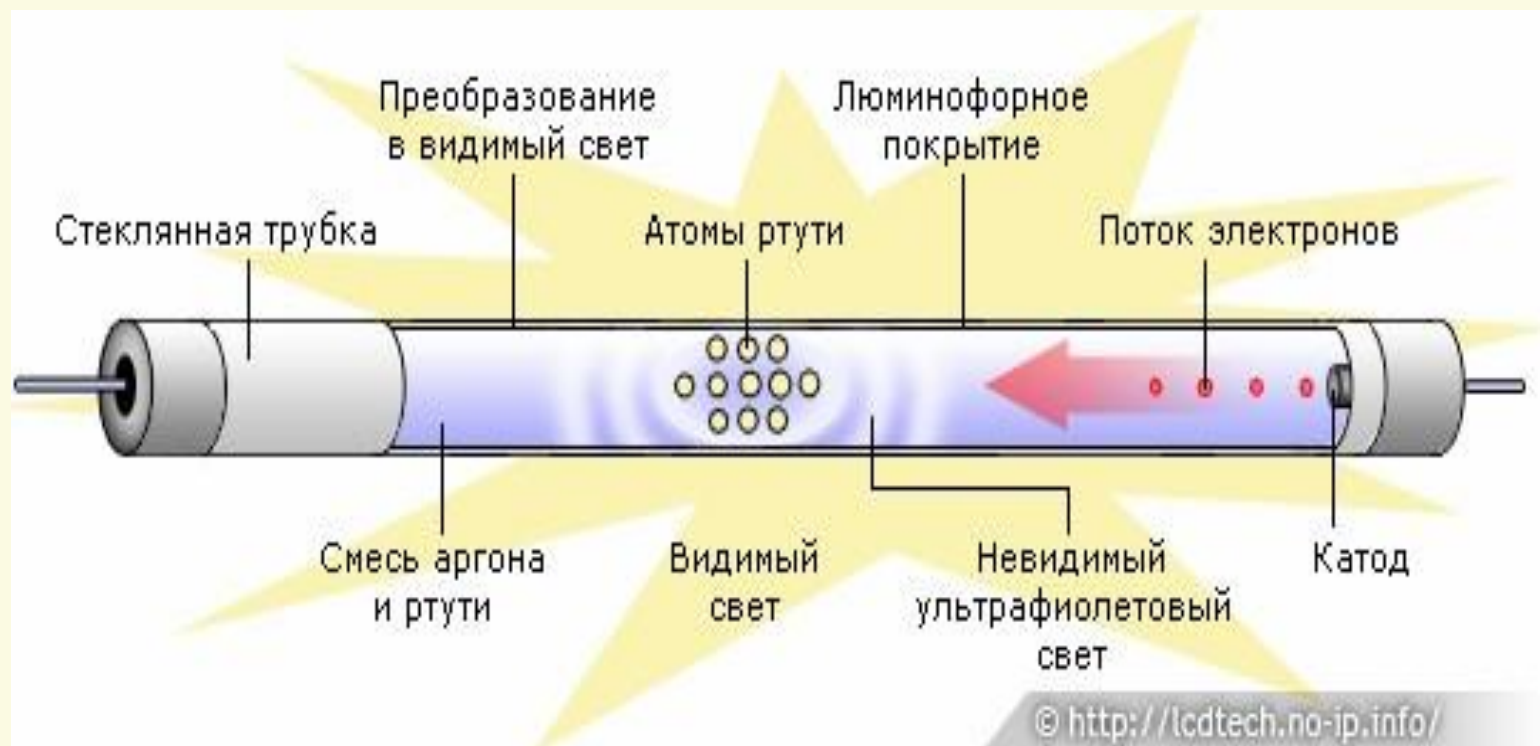 Преобразование
в видимый свет
Люминофорное
покрытие
Стеклянная трубка
Атомы ртути
Поток электронов
Смесь аргона
и ртути
Видимый
свет
Невидимый
ультрафиолетовый
свет
Катод
© http://lcdtech.no-ip.info/